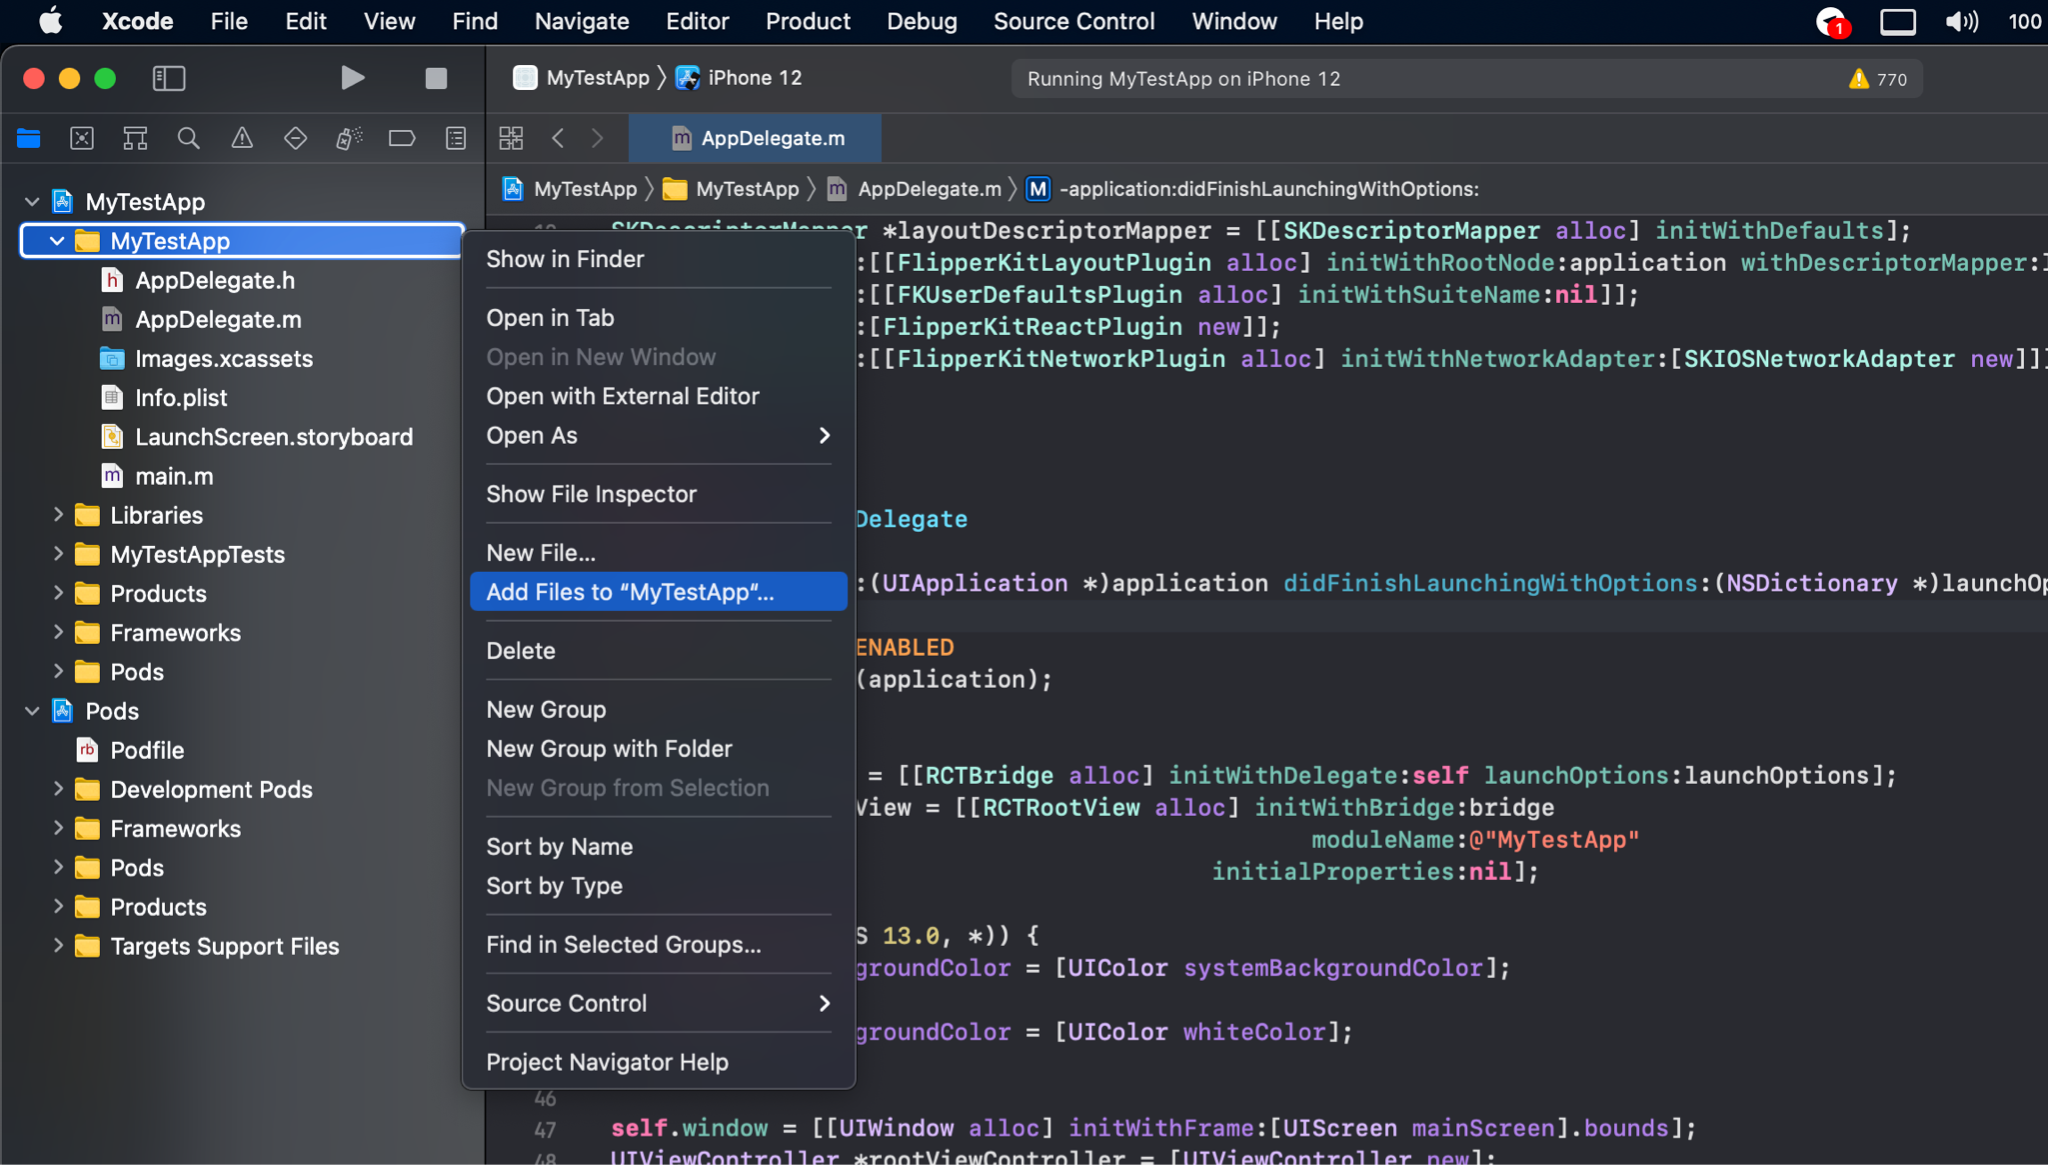 Xcode File Edit View Find Navigate Editor Product Debug Source Control Window Help 1 100
MyTestApp iPhone 12 Running MyTestApp on iPhone 12 770
AppDelegate.m
MyTestApp MyTestApp AppDelegate.m M -application:didFinishLaunchingWithOptions:
MyTestApp
MyTestApp
h AppDelegate.h
m AppDelegate.m
Images.xcassets
Info.plist
LaunchScreen.storyboard
m main.m
Libraries
MyTestAppTests
Products
Frameworks
Pods
Pods
rb Podfile
Development Pods
Frameworks
Pods
Products
Targets Support Files
Show in Finder
Open in Tab
Open in New Window
Open with External Editor
Open As
Show File Inspector
New File...
Add Files to “MyTestApp“...
Delete
New Group
New Group with Folder
New Group from Selection
Sort by Name
Sort by Type
Find in Selected Groups...
Source Control
Project Navigator Help
*layoutDescriptorMapper = [[SKDescriptorMapper alloc] initWithDefaults];
:[[FlipperKitLayoutPlugin alloc] initWithRootNode:application withDescriptorMapper:
:[[FKUserDefaultsPlugin alloc] initWithSuiteName:nil]];
:[FlipperKitReactPlugin new]];
:[[FlipperKitNetworkPlugin alloc] initWithNetworkAdapter:[SKIOSNetworkAdapter new]]]
Delegate
:(UIApplication *)application didFinishLaunchingWithOptions:(NSDictionary *)launchOp
ENABLED
(application);
= [[RCTBridge alloc] initWithDelegate:self launchOptions:launchOptions];
View = [[RCTRootView alloc] initWithBridge:bridge
moduleName:@"MyTestApp"
initialProperties:nil];
S 13.0, *)) {
groundColor = [UIColor systemBackgroundColor];
groundColor = [UIColor whiteColor];
46
47 self.window = [[UIWindow alloc] initWithFrame:[UIScreen mainScreen].bounds];
48 UIViewController *rootViewController = [UIViewController new];